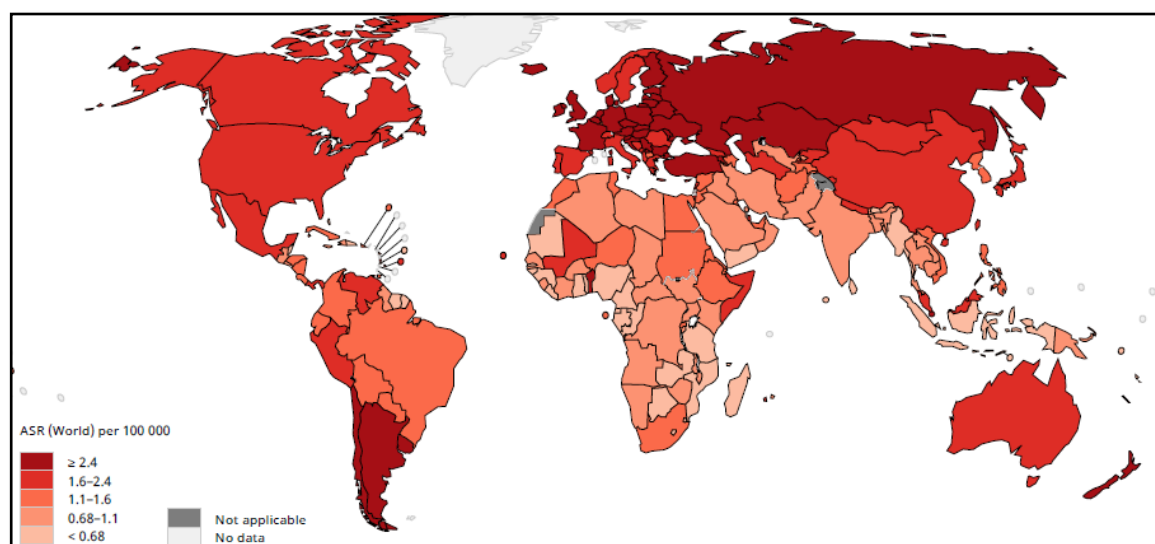 ASR (World) per 100 000
≥ 2.4
1.6–2.4
1.1–1.6
0.68–1.1
< 0.68
Not applicable
No data